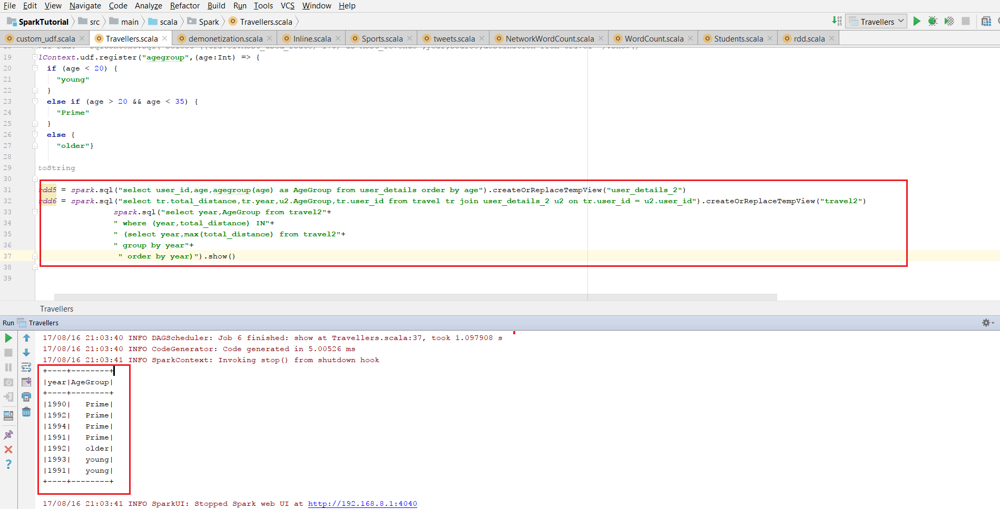 File Edit View Navigate Code Analyze Refactor Build Run Tools VCS Window Help
SparkTutorial src main scala Spark Travellers.scala Travellers
custom_udf.scala Travellers.scala demonetization.scala Inline.scala Sports.scala tweets.scala NetworkWordCount.scala WordCount.scala Students.scala rdd.scala
19 lContext.udf.register("agegroup",(age:Int) => {
20 if (age < 20) {
21 "young"
22 }
23 else if (age > 20 && age < 35) {
24 "Prime"
25 }
26 else {
27 "older"}
28
29 toString
30
31 rdd5 = spark.sql("select user_id,age,agegroup(age) as AgeGroup from user_details order by age").createOrReplaceTempView("user_details_2")
32 rdd6 = spark.sql("select tr.total_distance,tr.year,u2.AgeGroup,tr.user_id from travel tr join user_details_2 u2 on tr.user_id = u2.user_id").createOrReplaceTempView("travel2")
33 spark.sql("select year,AgeGroup from travel2"+
34 " where (year,total_distance) IN"+
35 " (select year,max(total_distance) from travel2"+
36 " group by year"+
37 " order by year)").show()
38
39
Travellers
Run Travellers
17/08/16 21:03:40 INFO DAGScheduler: Job 6 finished: show at Travellers.scala:37, took 1.097908 s
17/08/16 21:03:40 INFO CodeGenerator: Code generated in 5.00526 ms
17/08/16 21:03:41 INFO SparkContext: Invoking stop() from shutdown hook
+----+--------+
|year|AgeGroup|
+----+--------+
|1990|   Prime|
|1992|   Prime|
|1994|   Prime|
|1991|   Prime|
|1992|   older|
|1993|   young|
|1991|   young|
+----+--------+
17/08/16 21:03:41 INFO SparkUI: Stopped Spark web UI at http://192.168.8.1:4040